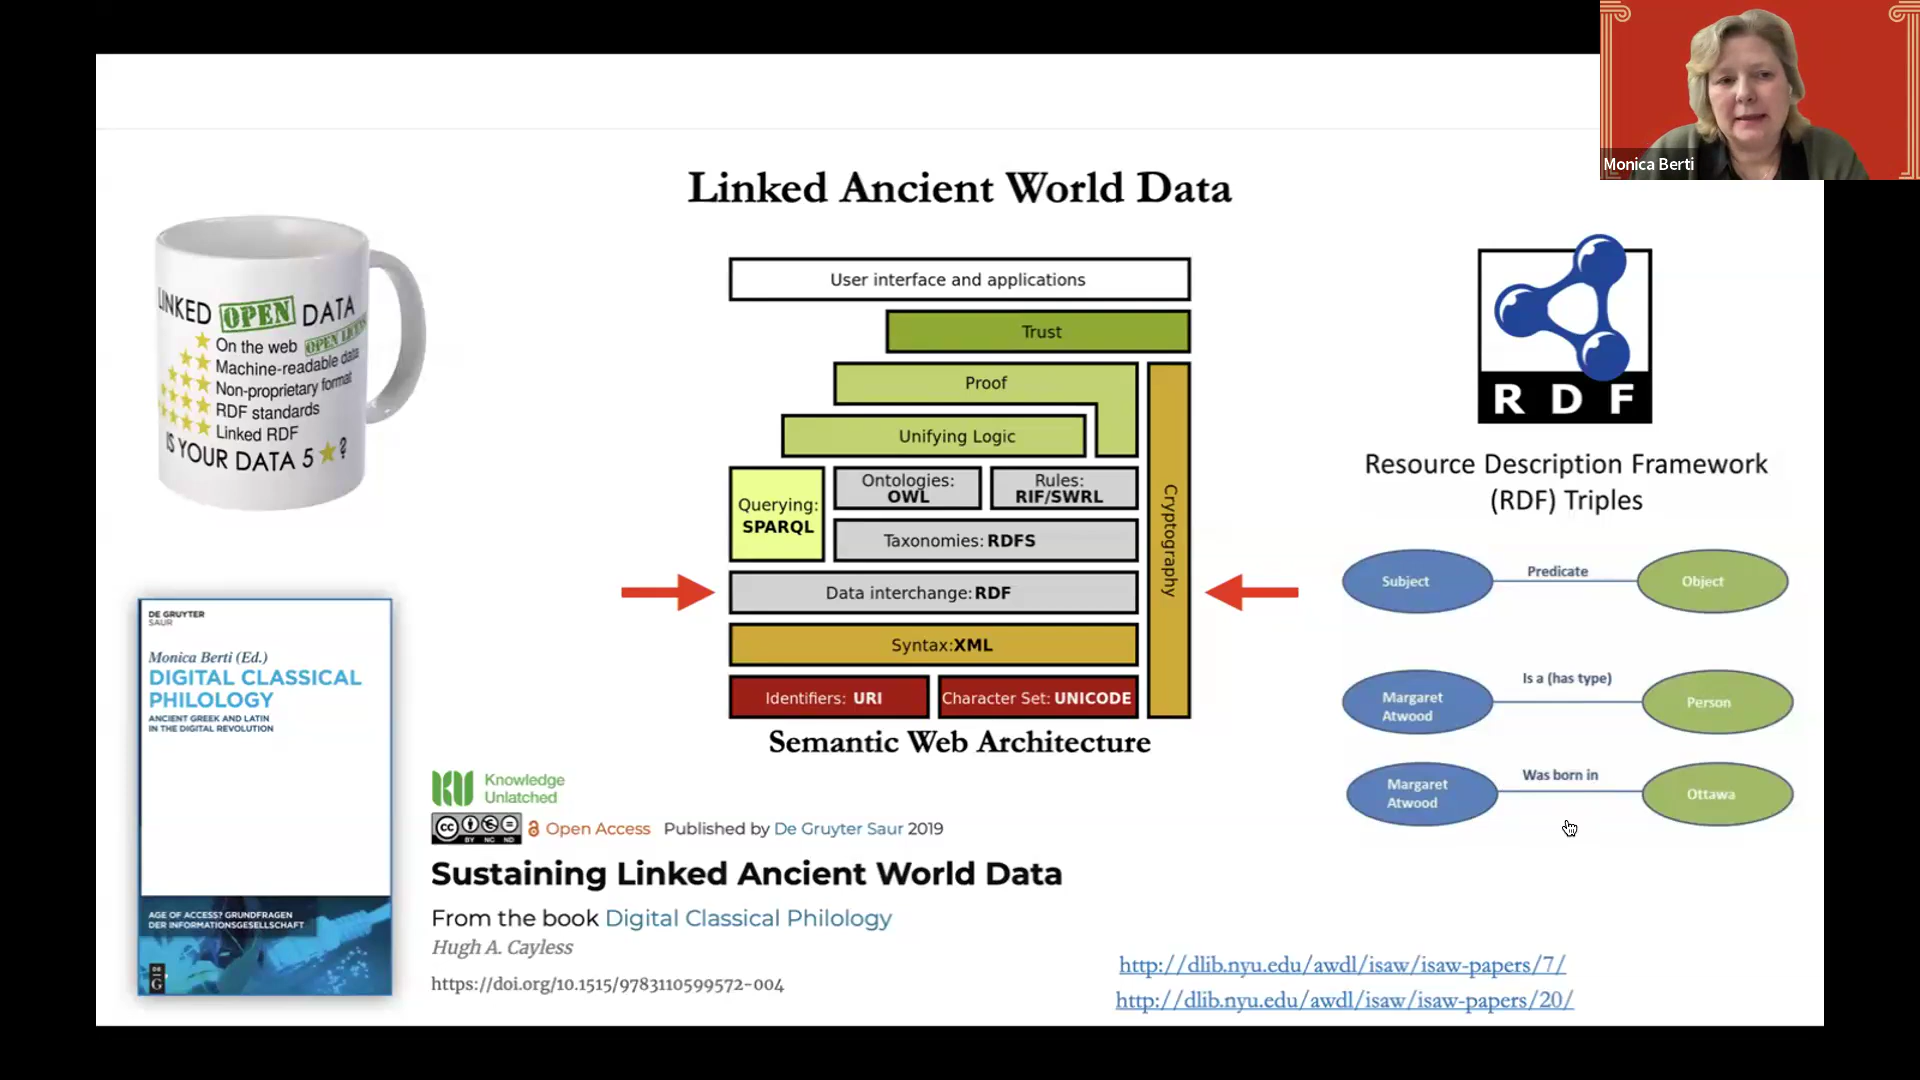 Monica Berti
Linked Ancient World Data
LINKED OPEN DATA
OPEN LICENSE
On the web
Machine-readable data
Non-proprietary format
RDF standards
Linked RDF
IS YOUR DATA 5 ★ ?
User interface and applications
Trust
Proof
Unifying Logic
Querying:
SPARQL
Ontologies:
OWL
Rules:
RIF/SWRL
Taxonomies: RDFS
Data interchange: RDF
Syntax:XML
Identifiers: URI
Character Set: UNICODE
Cryptography
Semantic Web Architecture
RDF
Resource Description Framework
(RDF) Triples
Subject
Predicate
Object
Margaret
Atwood
Is a (has type)
Person
Margaret
Atwood
Was born in
Ottawa
DE GRUYTER
SAUR
Monica Berti (Ed.)
DIGITAL CLASSICAL
PHILOLOGY
ANCIENT GREEK AND LATIN
IN THE DIGITAL REVOLUTION
AGE OF ACCESS? GRUNDFRAGEN
DER INFORMATIONSGESELLSCHAFT
DE
G
Knowledge
Unlatched
cc BY NC ND
Open Access Published by De Gruyter Saur 2019
Sustaining Linked Ancient World Data
From the book Digital Classical Philology
Hugh A. Cayless
https://doi.org/10.1515/9783110599572-004
http://dlib.nyu.edu/awdl/isaw/isaw-papers/7/
http://dlib.nyu.edu/awdl/isaw/isaw-papers/20/